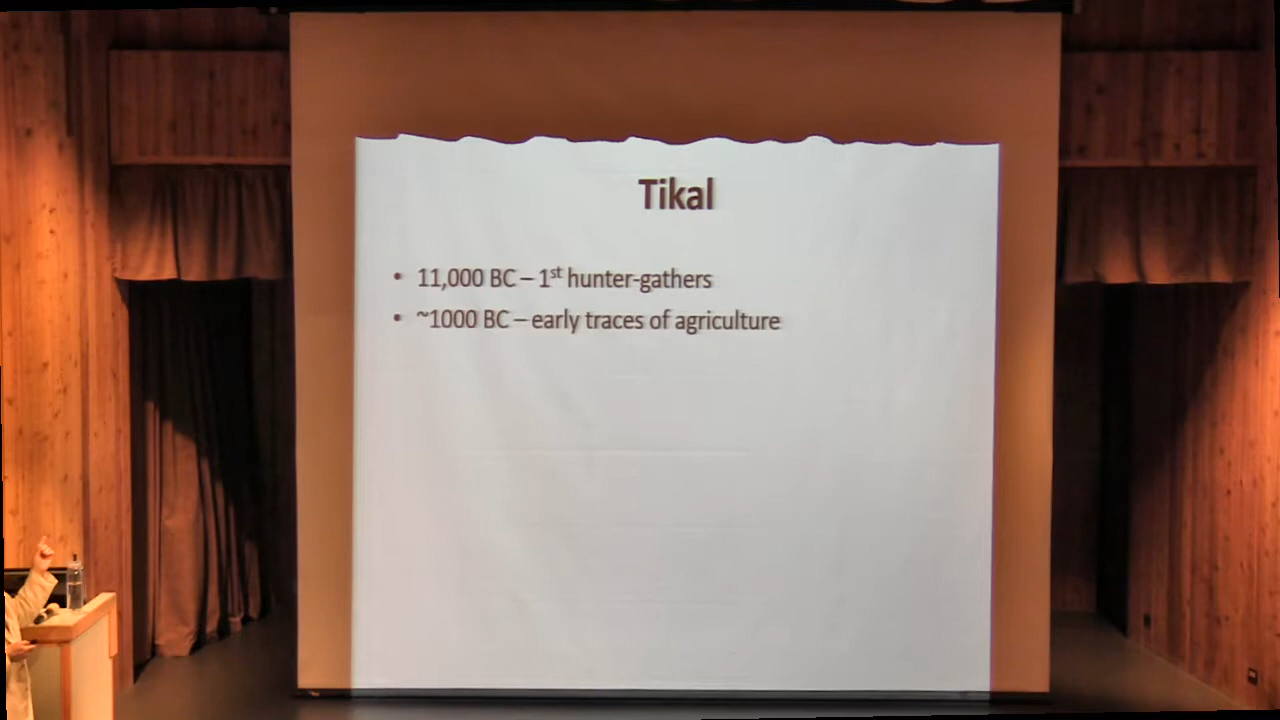 Tikal
• 11,000 BC – 1st hunter-gathers
• ~1000 BC – early traces of agriculture